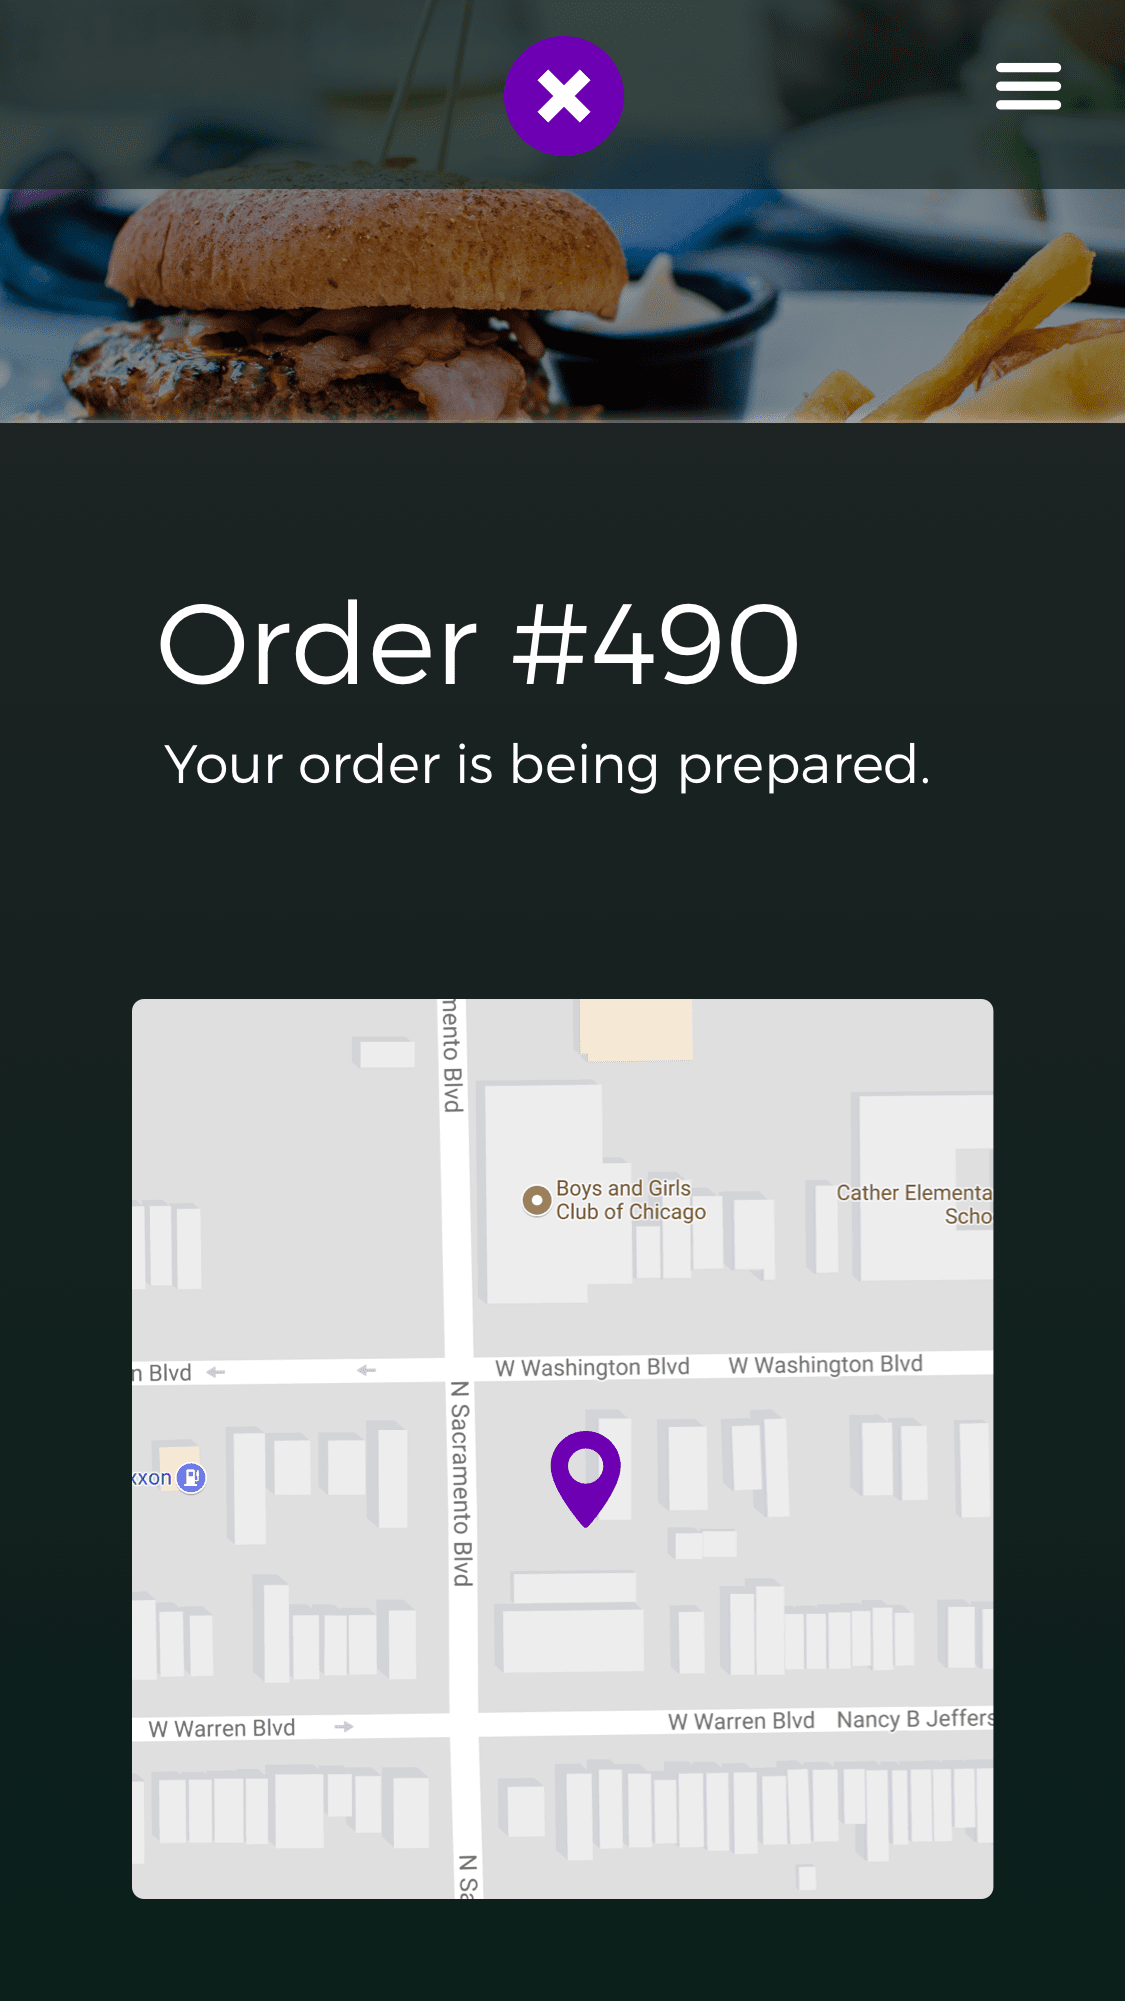 Order #490
Your order is being prepared.
mento Blvd
Boys and Girls
Club of Chicago
Cather Elementa
Scho
n Blvd
W Washington Blvd
W Washington Blvd
N Sacramento Blvd
xxon
W Warren Blvd
W Warren Blvd
Nancy B Jeffers
N Sa